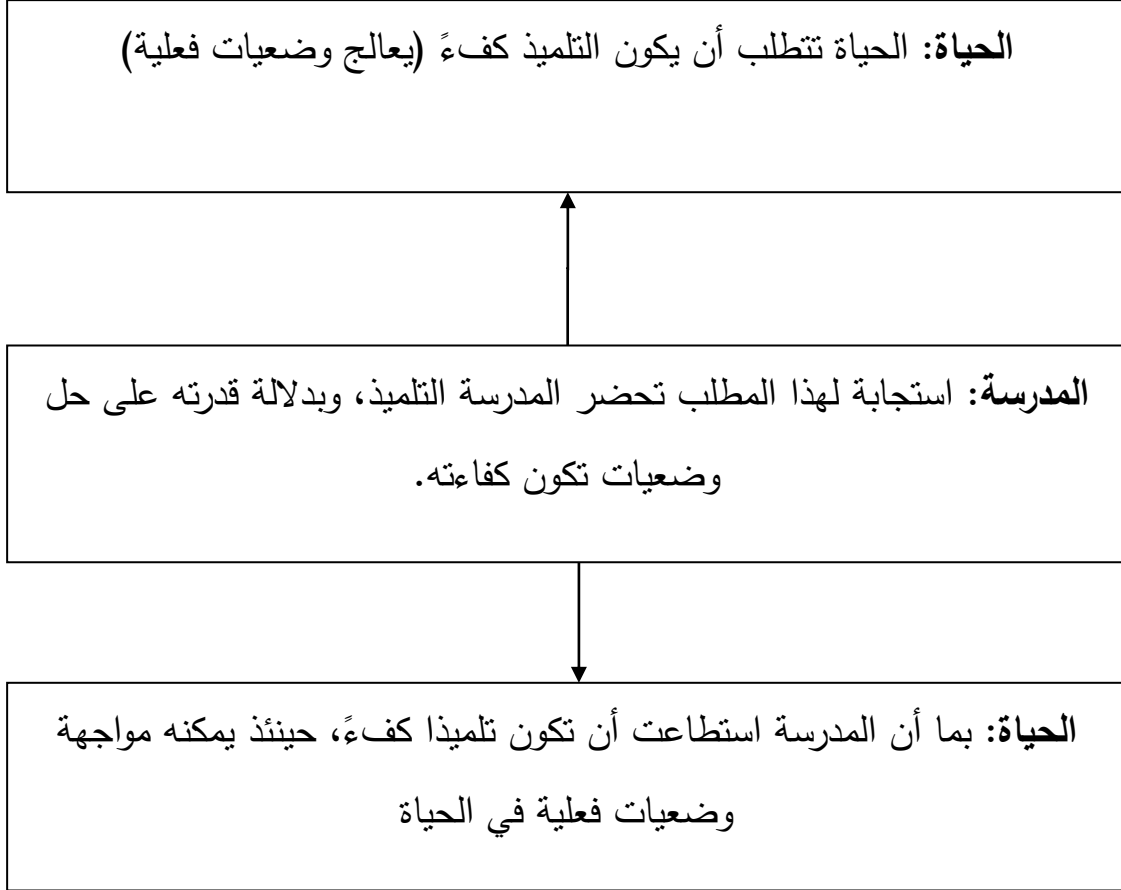 الحياة: الحياة تتطلب أن يكون التلميذ كفءً (يعالج وضعيات فعلية)
المدرسة: استجابة لهذا المطلب تحضر المدرسة التلميذ، وبدلالة قدرته على حل
وضعيات تكون كفاءته.
الحياة: بما أن المدرسة استطاعت أن تكون تلميذا كفءً، حينئذ يمكنه مواجهة
وضعيات فعلية في الحياة